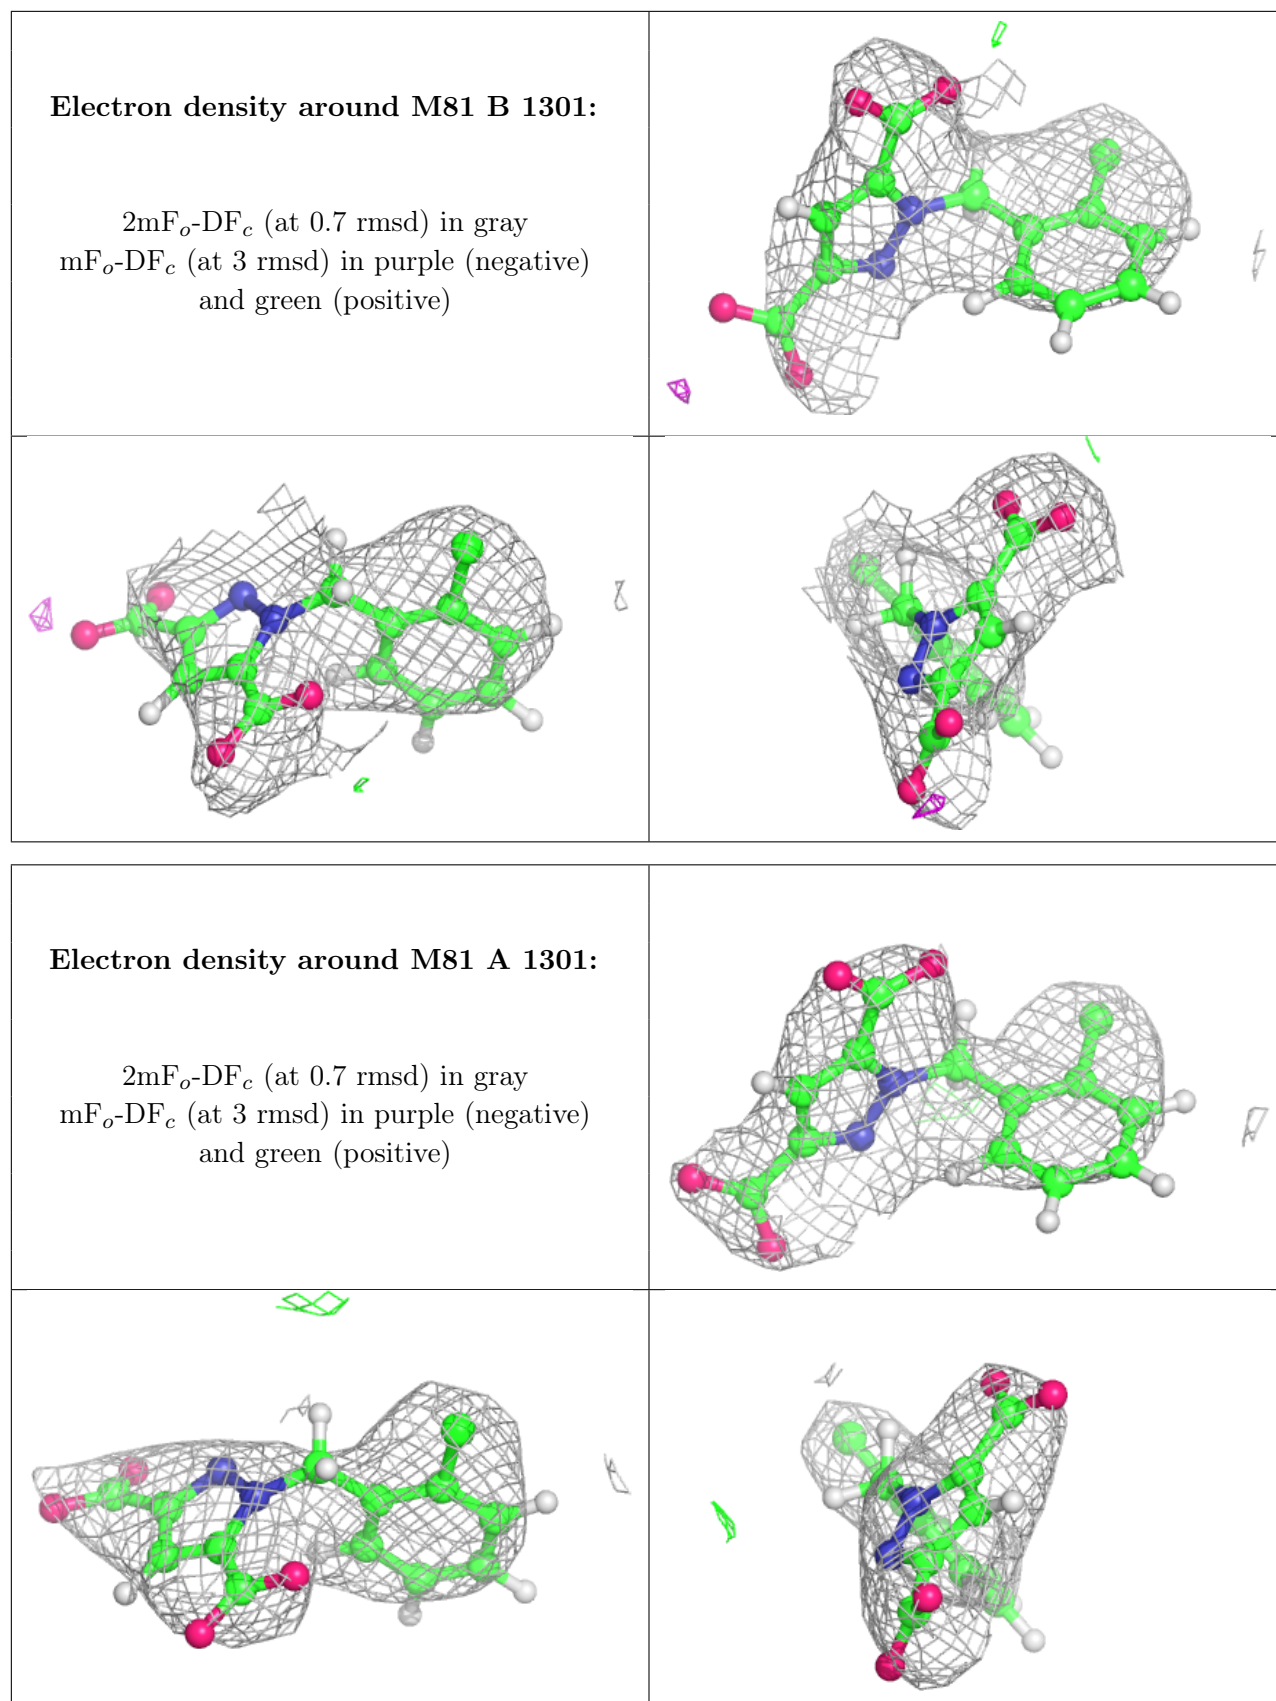 Electron density around M81 B 1301:
2mFo-DFc (at 0.7 rmsd) in gray
mFo-DFc (at 3 rmsd) in purple (negative)
and green (positive)
Electron density around M81 A 1301:
2mFo-DFc (at 0.7 rmsd) in gray
mFo-DFc (at 3 rmsd) in purple (negative)
and green (positive)